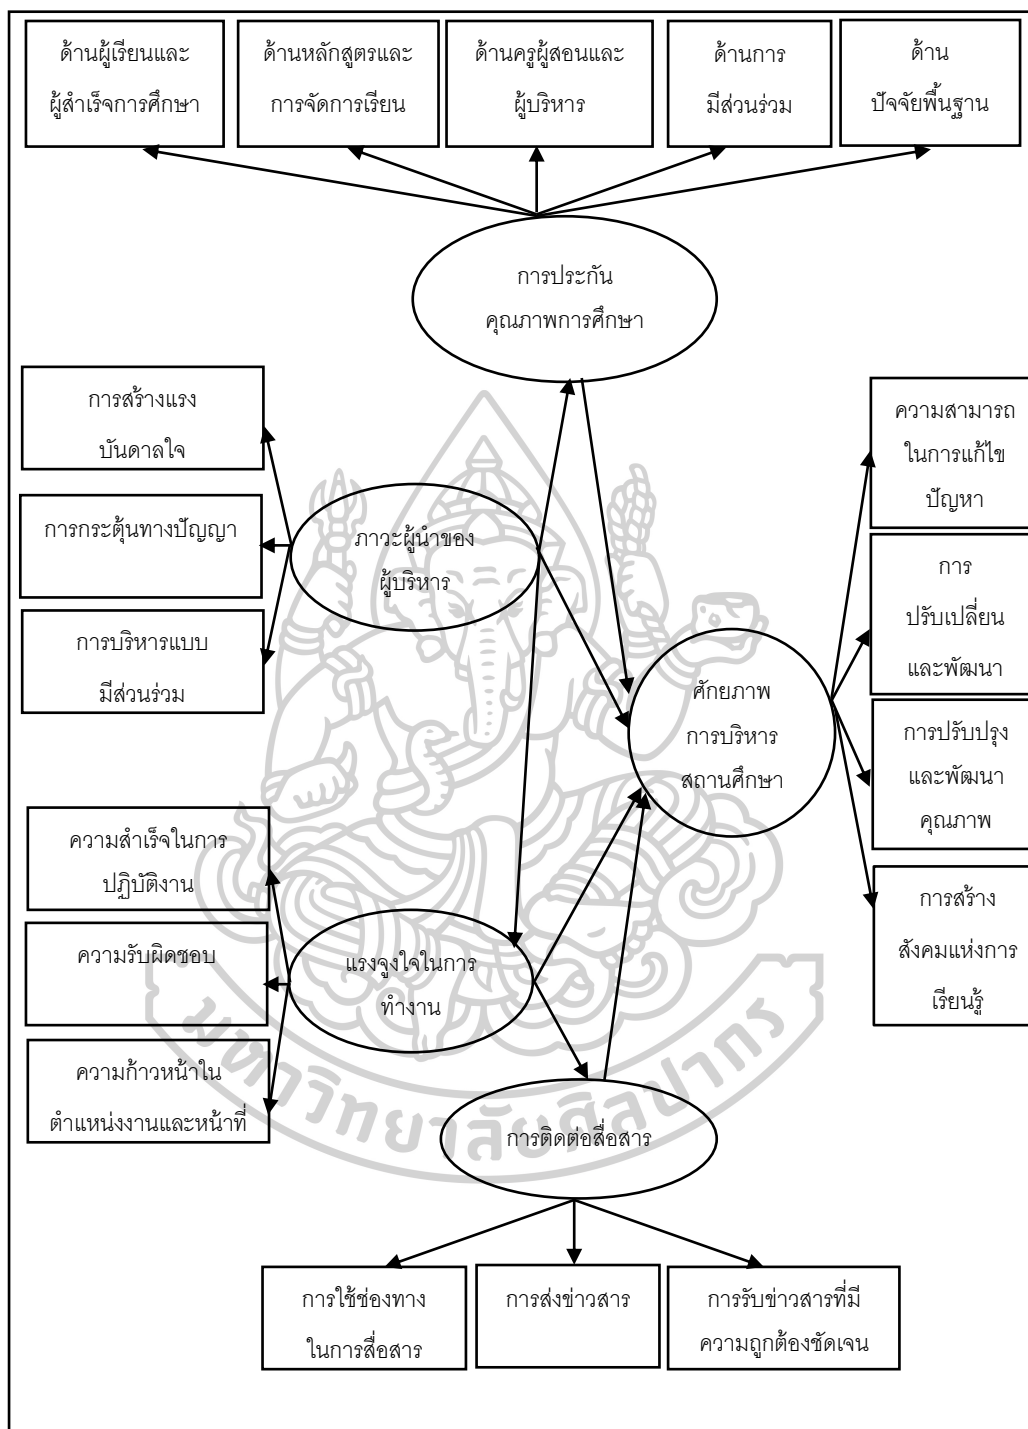 ด้านผู้เรียนและ
ผู้สำเร็จการศึกษา
ด้านหลักสูตรและ
การจัดการเรียน
ด้านครูผู้สอนและ
ผู้บริหาร
ด้านการ
มีส่วนร่วม
ด้าน
ปัจจัยพื้นฐาน
การประกัน
คุณภาพการศึกษา
การสร้างแรง
บันดาลใจ
การกระตุ้นทางปัญญา
การบริหารแบบ
มีส่วนร่วม
ภาวะผู้นำของ
ผู้บริหาร
ความสามารถ
ในการแก้ไข
ปัญหา
การ
ปรับเปลี่ยน
และพัฒนา
การปรับปรุง
และพัฒนา
คุณภาพ
การสร้าง
สังคมแห่งการ
เรียนรู้
ศักยภาพ
การบริหาร
สถานศึกษา
ความสำเร็จในการ
ปฏิบัติงาน
ความรับผิดชอบ
ความก้าวหน้าใน
ตำแหน่งงานและหน้าที่
แรงจูงใจในการ
ทำงาน
มหาวิทยาลัยศิลปากร
การติดต่อสื่อสาร
การใช้ช่องทาง
ในการสื่อสาร
การส่งข่าวสาร
การรับข่าวสารที่มี
ความถูกต้องชัดเจน